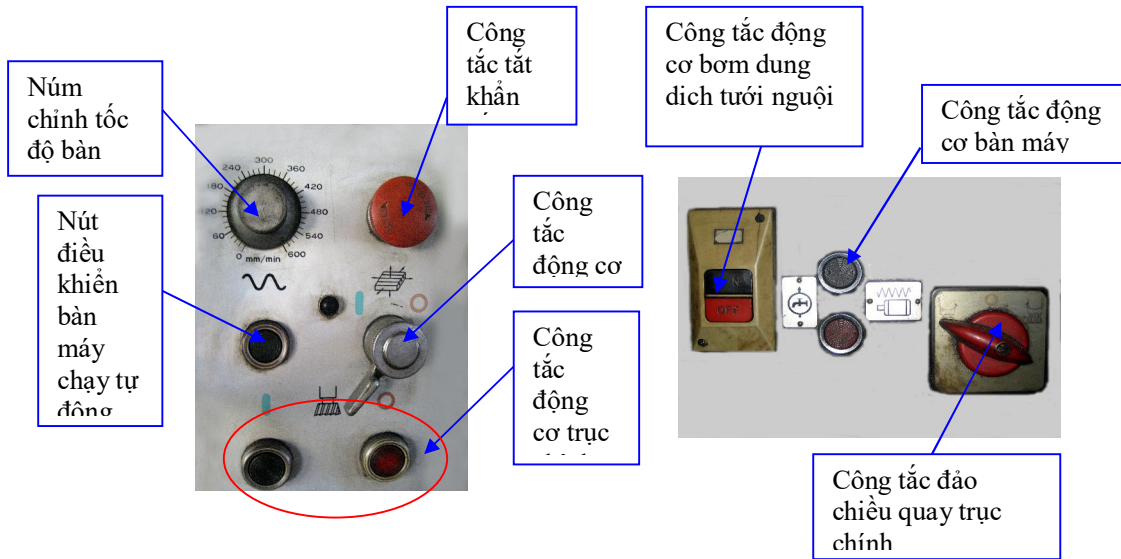 Núm
chỉnh tốc
độ bàn
Công
tắc tắt
khẩn
Công tắc động
cơ bơm dung
dich tưới nguội
Công tắc động
cơ bàn máy
Nút
điều
khiển
bàn
máy
chạy tự
động
Công
tắc
động cơ
Công
tắc
động
cơ trục
Công tắc đảo
chiều quay trục
chính
300
240
360
180
420
120
480
60
540
0 mm/min 600
OFF